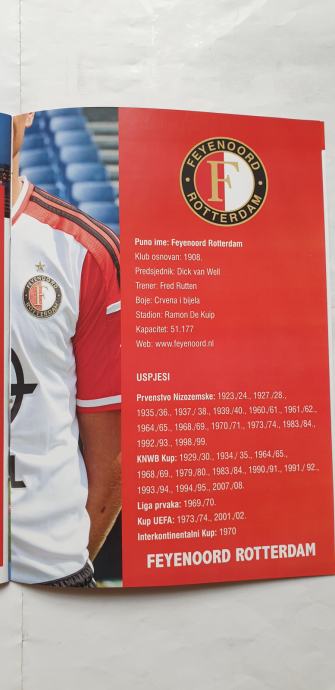 FEYENOORD
F
ROTTERDAM
Puno ime: Feyenoord Rotterdam
Klub osnovan: 1908.
Predsjednik: Dick van Well
Trener: Fred Rutten
Boje: Crvena i bijela
Stadion: Ramon De Kuip
Kapacitet: 51.177
Web: www.feyenoord.nl
USPJESI
Prvenstvo Nizozemske: 1923/24., 1927./28.,
1935/36., 1937./ 38., 1939./40., 1960./61., 1961./62.,
1964./65., 1968./69., 1970./71., 1973./74., 1983./84.,
1992./93., 1998./99.
KNWB Kup: 1929./30., 1934./ 35., 1964./65.,
1968./69., 1979./80., 1983./84., 1990./91., 1991./ 92.,
1993./94., 1994./95., 2007./08.
Liga prvaka: 1969./70.
Kup UEFA: 1973./74., 2001./02.
Interkontinentalni Kup: 1970
FEYENOORD ROTTERDAM
FEYENOORD
F